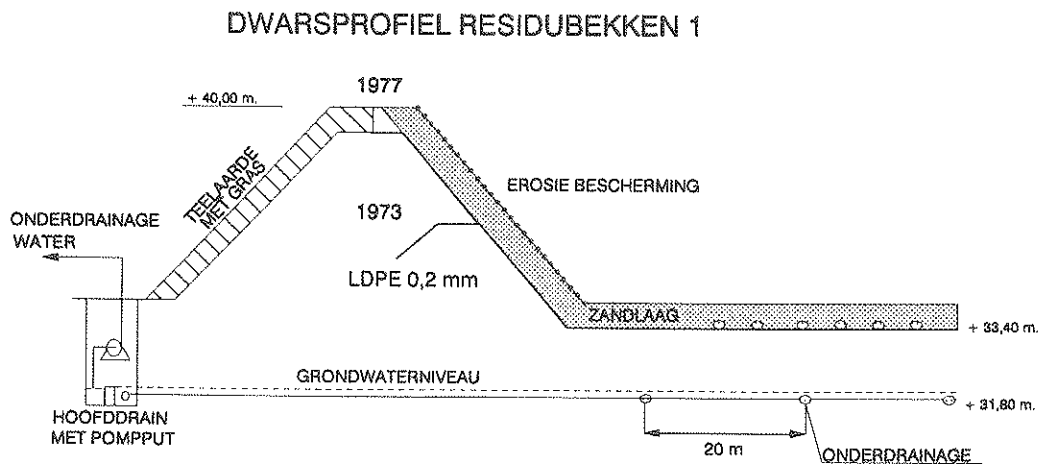 DWARSPROFIEL RESIDUBEKKEN 1
1977
+ 40,00 m.
TEELAARDE
MET GRAS
EROSIE BESCHERMING
1973
ONDERDRAINAGE
WATER
LDPE 0,2 mm
ZANDLAAG
+ 33,40 m.
GRONDWATERNIVEAU
+ 31,80 m.
HOOFDDRAIN
MET POMPPUT
20 m
ONDERDRAINAGE